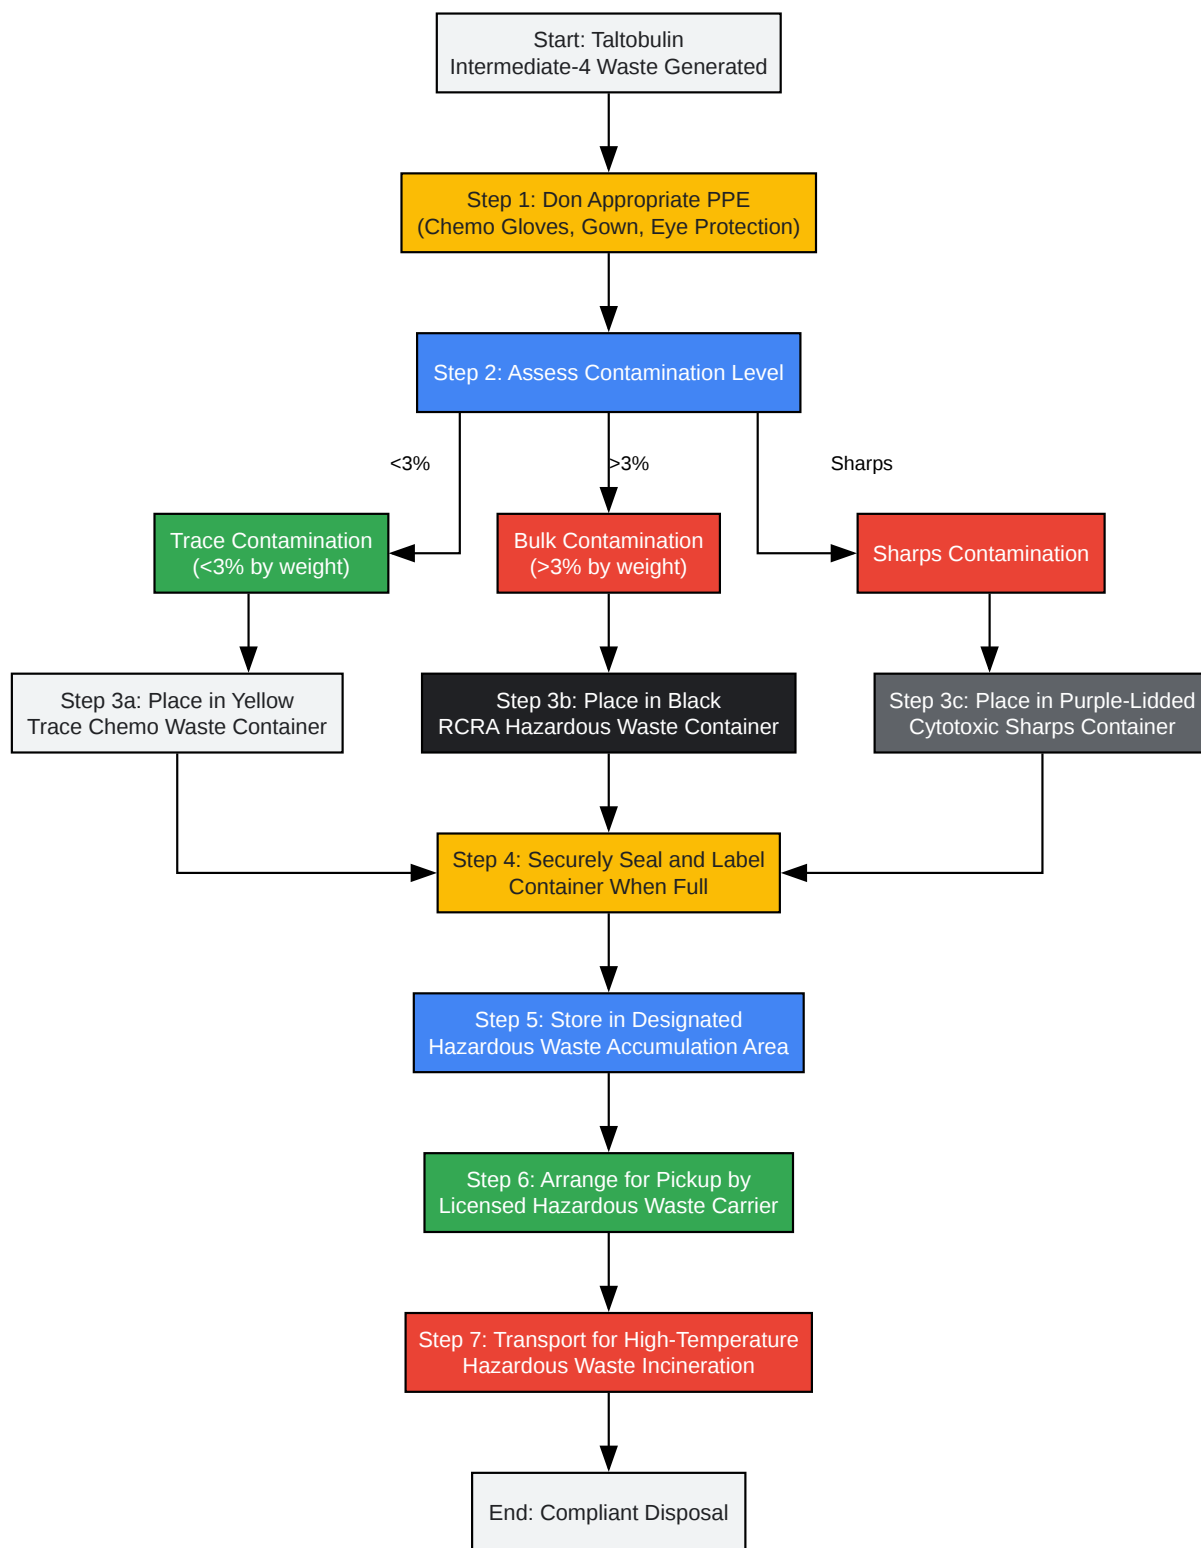 Start: Taltobulin
Intermediate-4 Waste Generated
Step 1: Don Appropriate PPE
(Chemo Gloves, Gown, Eye Protection)
Step 2: Assess Contamination Level
<3%
>3%
Sharps
Trace Contamination
(<3% by weight)
Bulk Contamination
(>3% by weight)
Sharps Contamination
Step 3a: Place in Yellow
Trace Chemo Waste Container
Step 3b: Place in Black
RCRA Hazardous Waste Container
Step 3c: Place in Purple-Lidded
Cytotoxic Sharps Container
Step 4: Securely Seal and Label
Container When Full
Step 5: Store in Designated
Hazardous Waste Accumulation Area
Step 6: Arrange for Pickup by
Licensed Hazardous Waste Carrier
Step 7: Transport for High-Temperature
Hazardous Waste Incineration
End: Compliant Disposal